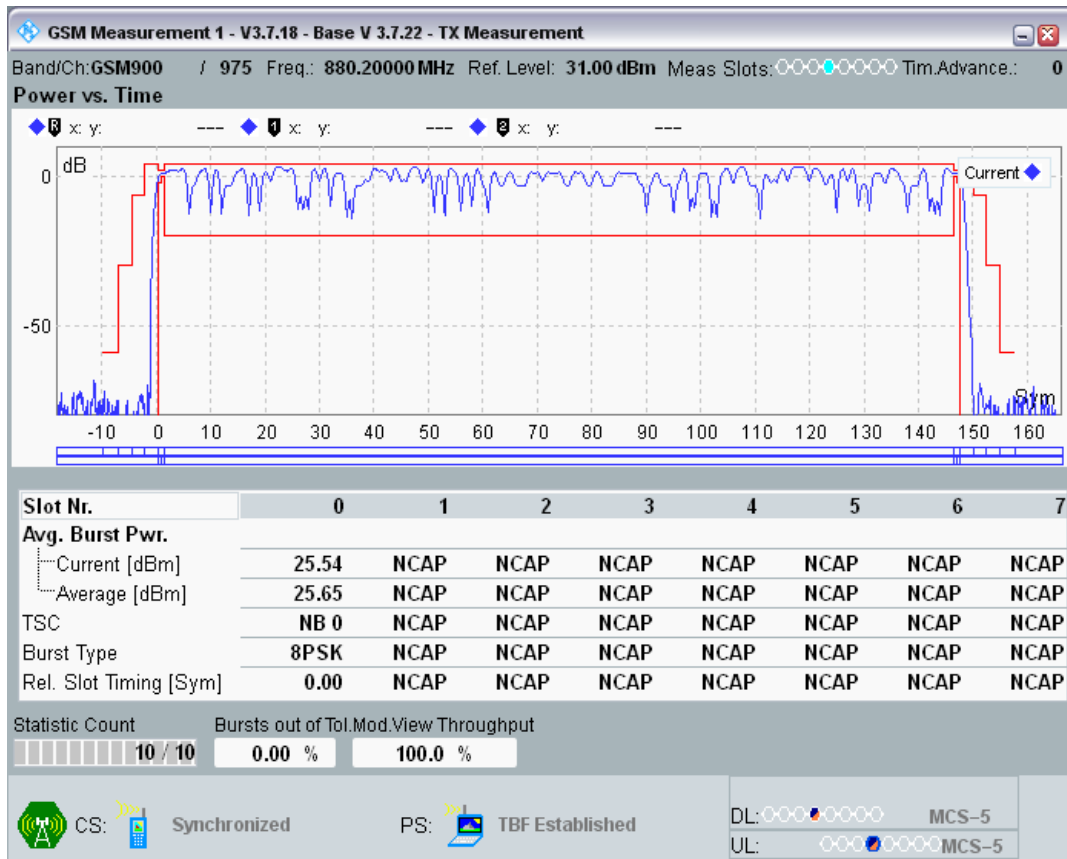 GSM Measurement 1 - V3.7.18 - Base V 3.7.22 - TX Measurement
Band/Ch:GSM900 / 975 Freq.: 880.20000 MHz Ref. Level: 31.00 dBm Meas Slots: Tim.Advance.: 0
Power vs. Time
R x: y: --- 1 x: y: --- 2 x: y: ---
dB
Current
0
-50
Sym
-10 0 10 20 30 40 50 60 70 80 90 100 110 120 130 140 150 160
Slot Nr. 0 1 2 3 4 5 6 7
Avg. Burst Pwr.
Current [dBm] 25.54 NCAP NCAP NCAP NCAP NCAP NCAP NCAP
Average [dBm] 25.65 NCAP NCAP NCAP NCAP NCAP NCAP NCAP
TSC NB 0 NCAP NCAP NCAP NCAP NCAP NCAP NCAP
Burst Type 8PSK NCAP NCAP NCAP NCAP NCAP NCAP NCAP
Rel. Slot Timing [Sym] 0.00 NCAP NCAP NCAP NCAP NCAP NCAP NCAP
Statistic Count Bursts out of Tol.Mod.View Throughput
10 / 10 0.00 % 100.0 %
CS: Synchronized PS: TBF Established
DL: MCS-5
UL: MCS-5